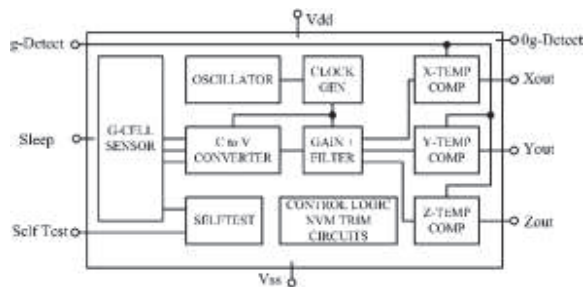 Vdd
g-Detect
0g-Detect
OSCILLATOR
CLOCK
GEN
X-TEMP
COMP
Xout
Sleep
G-CELL
SENSOR
C to V
CONVERTER
GAIN +
FILTER
Y-TEMP
COMP
Yout
Self Test
SELFTEST
CONTROL LOGIC
NVM TRIM
CIRCUITS
Z-TEMP
COMP
Zout
Vss